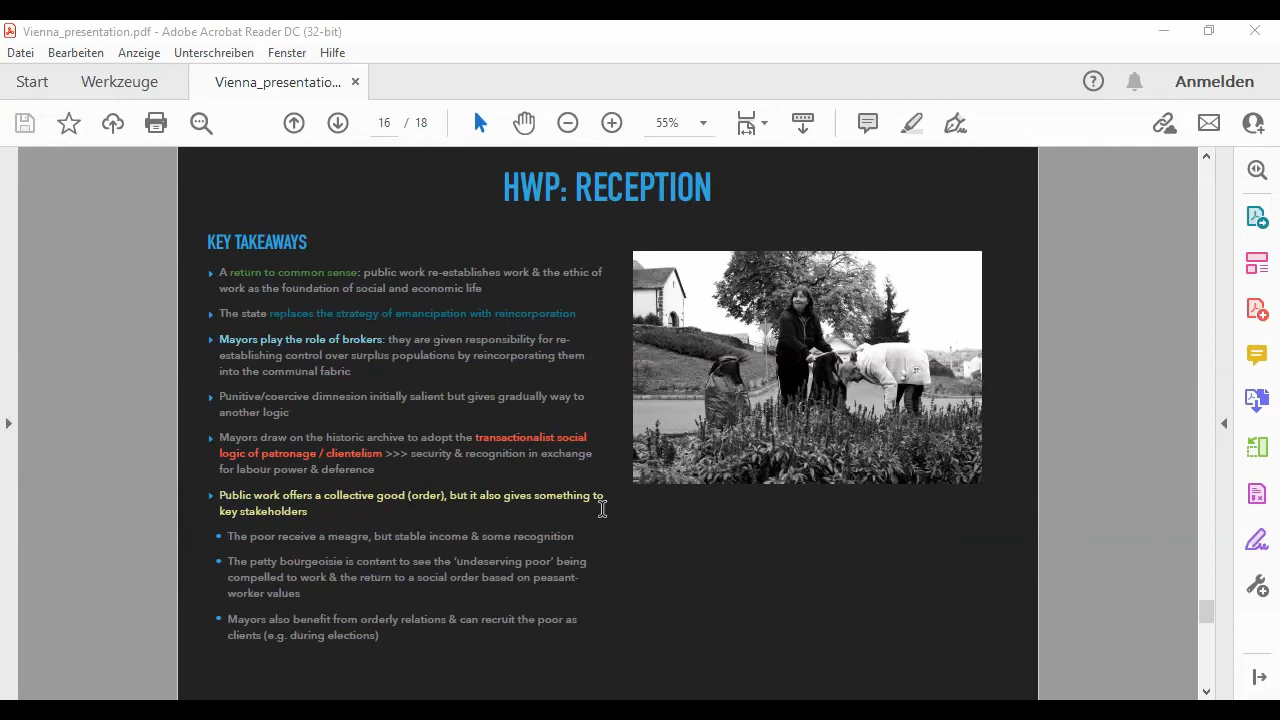 Vienna_presentation.pdf - Adobe Acrobat Reader DC (32-bit)
Datei Bearbeiten Anzeige Unterschreiben Fenster Hilfe
Start Werkzeuge Vienna_presentatio... Anmelden
16 / 18 55%
HWP: RECEPTION
KEY TAKEAWAYS
A return to common sense: public work re-establishes work & the ethic of
work as the foundation of social and economic life
The state replaces the strategy of emancipation with reincorporation
Mayors play the role of brokers: they are given responsibility for re-
establishing control over surplus populations by reincorporating them
into the communal fabric
Punitive/coercive dimnesion initially salient but gives gradually way to
another logic
Mayors draw on the historic archive to adopt the transactionalist social
logic of patronage / clientelism >>> security & recognition in exchange
for labour power & deference
Public work offers a collective good (order), but it also gives something to
key stakeholders
The poor receive a meagre, but stable income & some recognition
The petty bourgeoisie is content to see the ‘undeserving poor’ being
compelled to work & the return to a social order based on peasant-
worker values
Mayors also benefit from orderly relations & can recruit the poor as
clients (e.g. during elections)